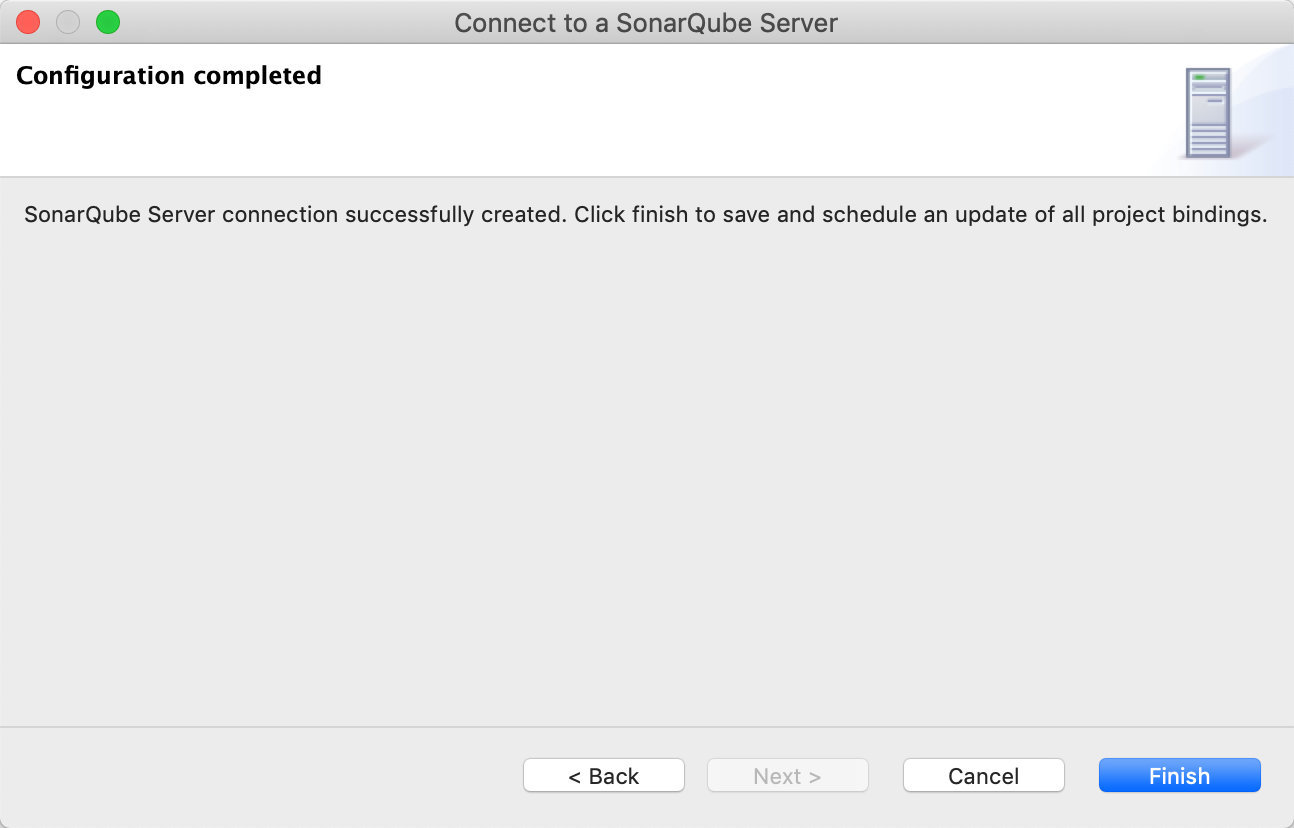 Connect to a SonarQube Server
Configuration completed
SonarQube Server connection successfully created. Click finish to save and schedule an update of all project bindings.
< Back
Next >
Cancel
Finish